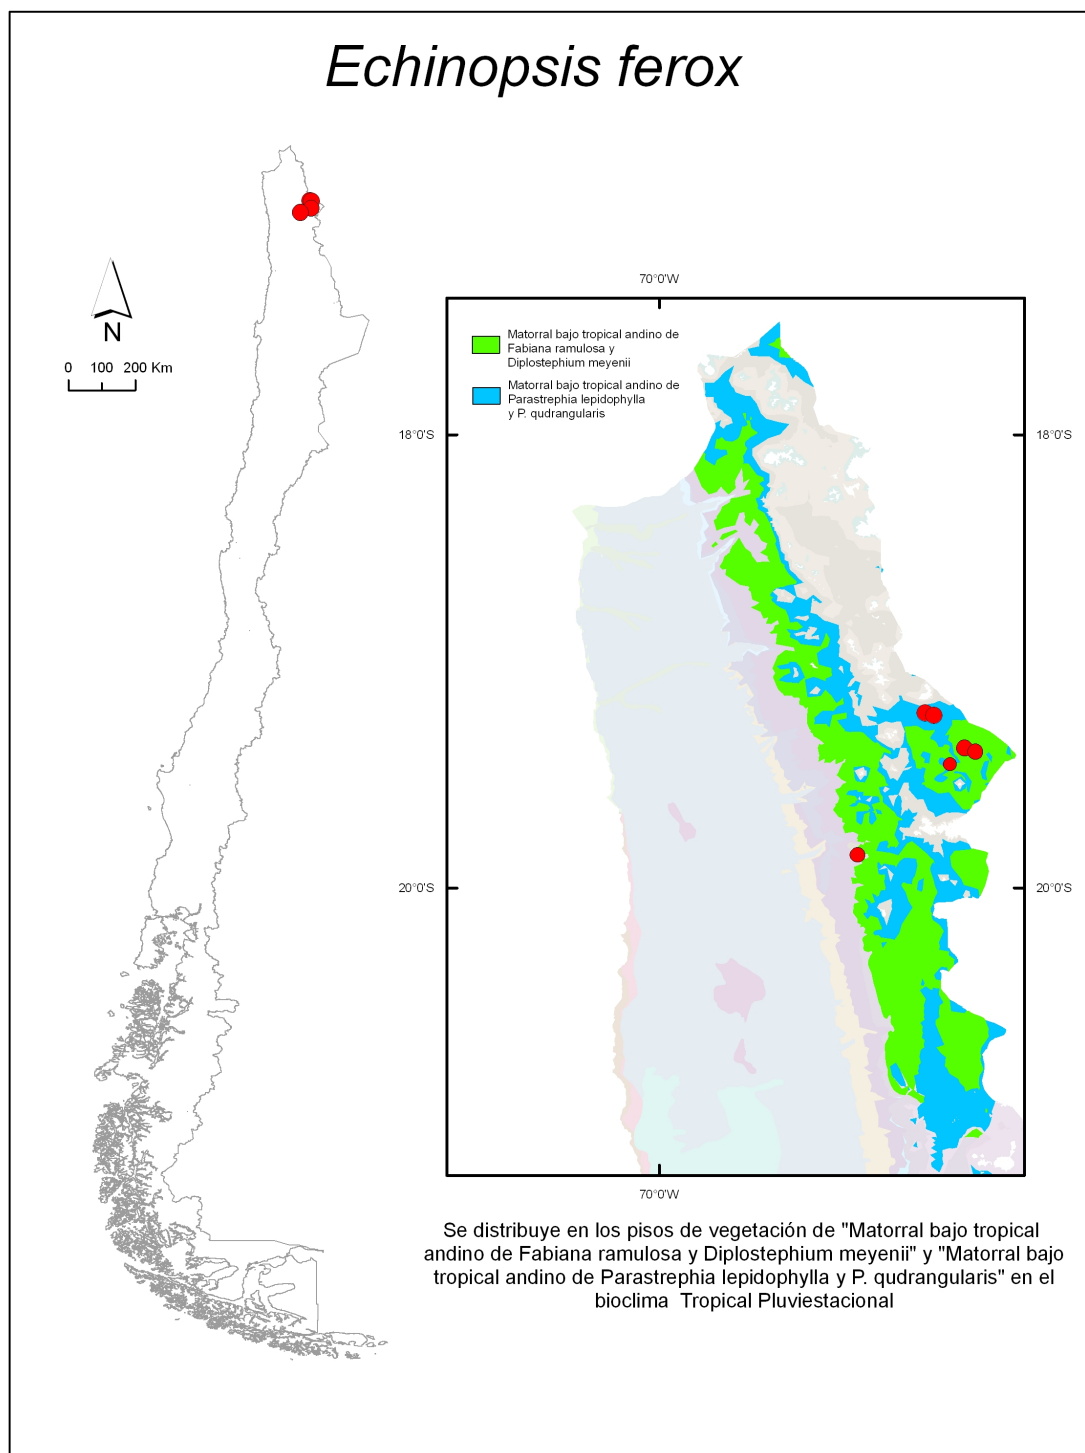 Echinopsis ferox
N
0 100 200 Km
70°0'W
Matorral bajo tropical andino de
Fabiana ramulosa y
Diplostephium meyenii
Matorral bajo tropical andino de
Parastrephia lepidophylla
y P. qudrangularis
18°0'S
18°0'S
20°0'S
20°0'S
70°0'W
Se distribuye en los pisos de vegetación de "Matorral bajo tropical
andino de Fabiana ramulosa y Diplostephium meyenii" y "Matorral bajo
tropical andino de Parastrephia lepidophylla y P. qudrangularis" en el
bioclima Tropical Pluviestacional